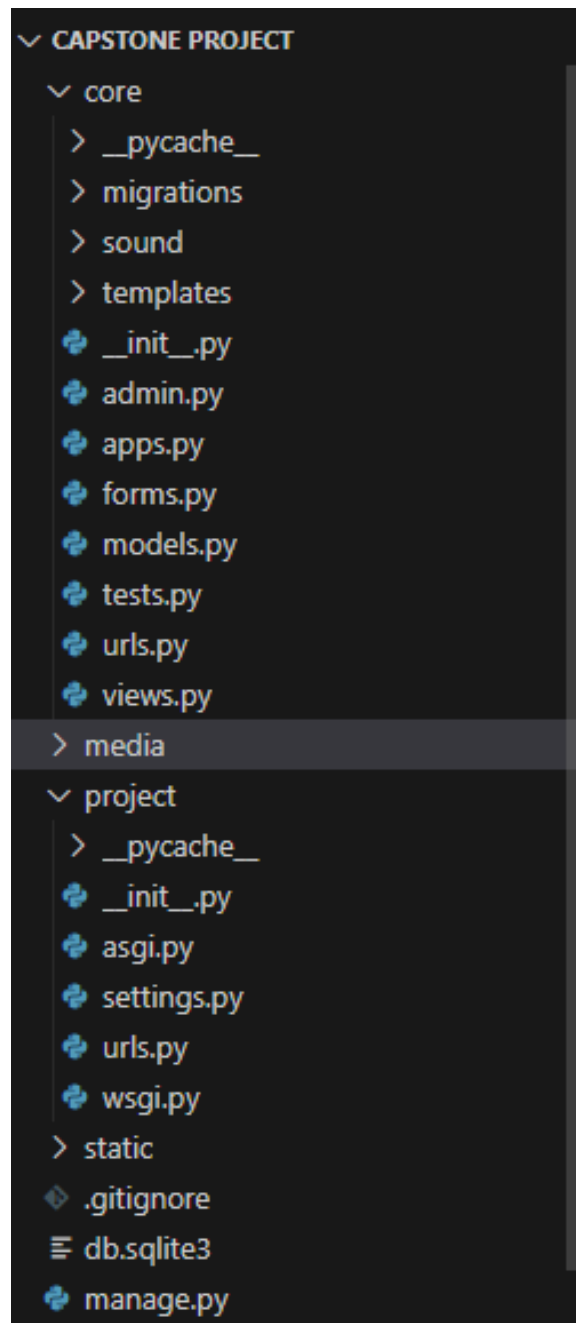 CAPSTONE PROJECT
core
__pycache__
migrations
sound
templates
__init__.py
admin.py
apps.py
forms.py
models.py
tests.py
urls.py
views.py
media
project
__pycache__
__init__.py
asgi.py
settings.py
urls.py
wsgi.py
static
.gitignore
db.sqlite3
manage.py